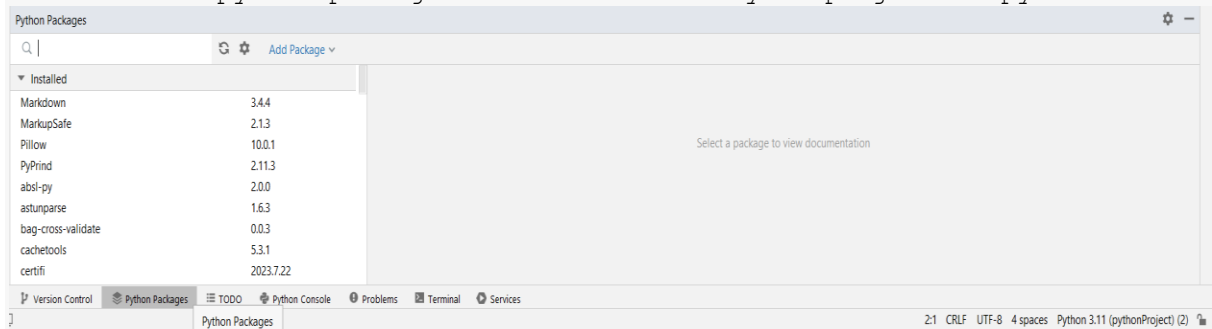 Python Packages
Add Package
Installed
Markdown 3.4.4
MarkupSafe 2.1.3
Pillow 10.0.1
PyPrind 2.11.3
absl-py 2.0.0
astunparse 1.6.3
bag-cross-validate 0.0.3
cachetools 5.3.1
certifi 2023.7.22
Select a package to view documentation
Version Control Python Packages TODO Python Console Problems Terminal Services
Python Packages
2:1 CRLF UTF-8 4 spaces Python 3.11 (pythonProject) (2)